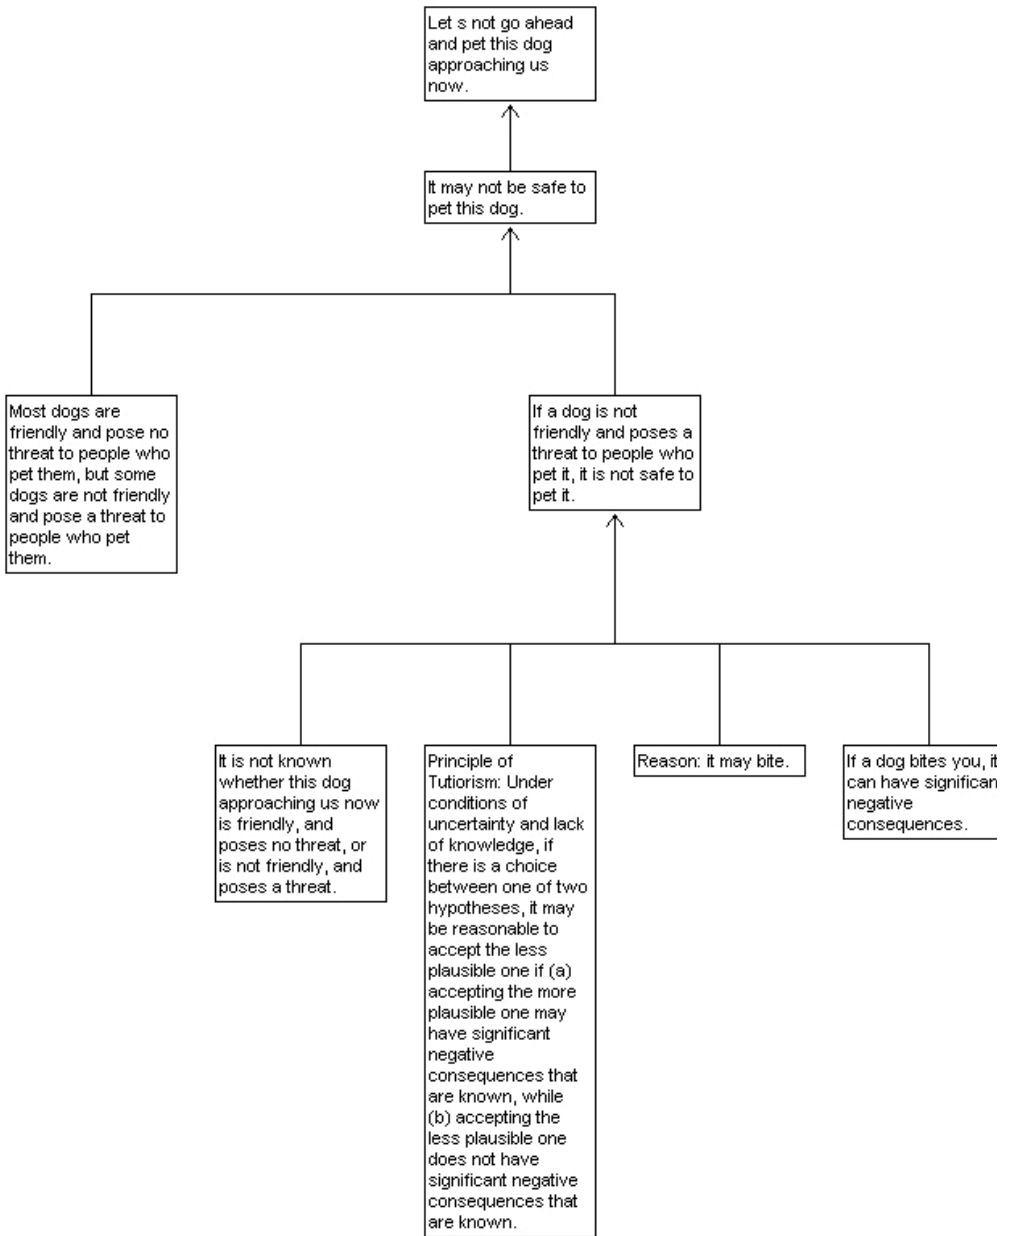 Let s not go ahead
and pet this dog
approaching us
now.
It may not be safe to
pet this dog.
Most dogs are
friendly and pose no
threat to people who
pet them, but some
dogs are not friendly
and pose a threat to
people who pet
them.
If a dog is not
friendly and poses a
threat to people who
pet it, it is not safe to
pet it.
It is not known
whether this dog
approaching us now
is friendly, and
poses no threat, or
is not friendly, and
poses a threat.
Principle of
Tutiorism: Under
conditions of
uncertainty and lack
of knowledge, if
there is a choice
between one of two
hypotheses, it may
be reasonable to
accept the less
plausible one if (a)
accepting the more
plausible one may
have significant
negative
consequences that
are known, while
(b) accepting the
less plausible one
does not have
significant negative
consequences that
are known.
Reason: it may bite.
If a dog bites you, it
can have significan
negative
consequences.